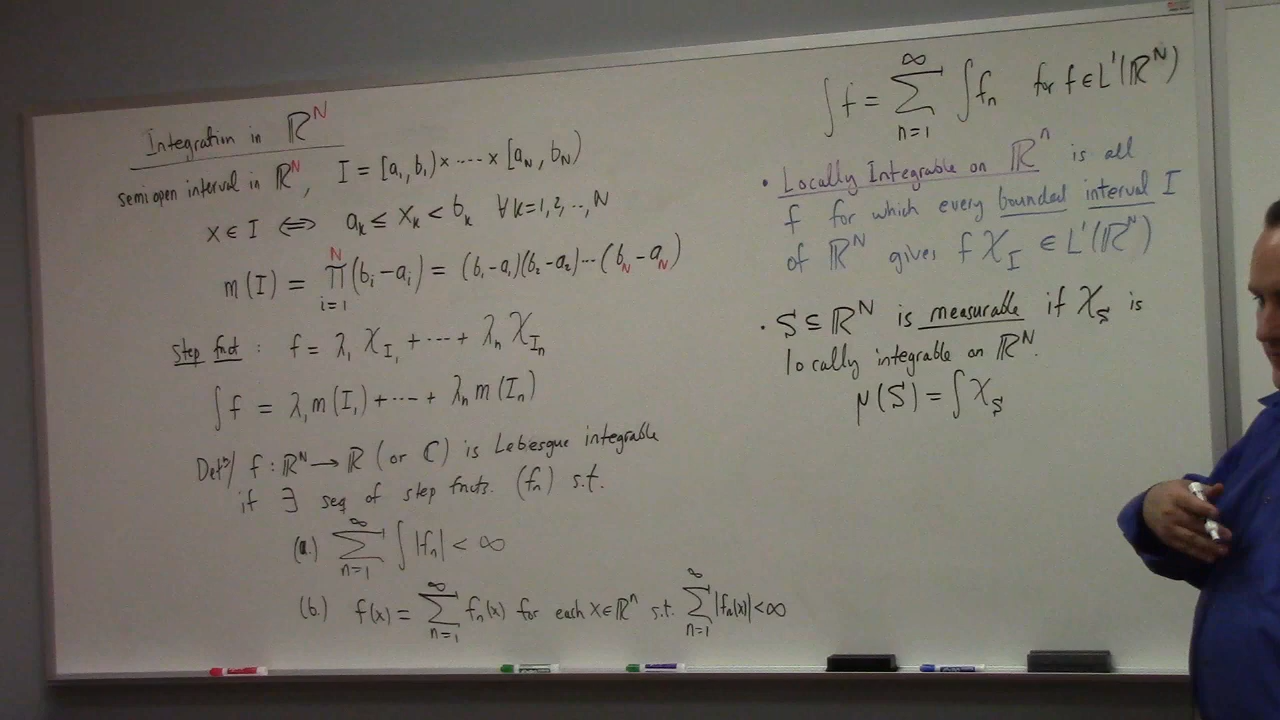 Integration in ℝᴺ
semiopen interval in ℝᴺ, I = [a₁, b₁) × ⋯ × [a_N, b_N)
x ∈ I ⟺ a_k ≤ x_k < b_k ∀k=1,2,..,N
m(I) = ∏_{i=1}^{N} (b_i − a_i) = (b₁−a₁)(b₂−a₂)⋯(b_N−a_N)
Step fnct: f = λ₁ χ_{I₁} + ⋯ + λ_n χ_{I_n}
∫f = λ₁ m(I₁) + ⋯ + λ_n m(I_n)
Defⁿ/ f : ℝᴺ → ℝ (or ℂ) is Lebesgue integrable
if ∃ seq of step fncts. (f_n) s.t.
(a.) ∑_{n=1}^{∞} ∫|f_n| < ∞
(b.) f(x) = ∑_{n=1}^{∞} f_n(x) for each x∈ℝⁿ s.t. ∑_{n=1}^{∞} |f_n(x)| < ∞
∫f = ∑_{n=1}^{∞} ∫f_n for f ∈ L¹(ℝᴺ)
• Locally Integrable on ℝⁿ is all
f for which every bounded interval I
of ℝᴺ gives f χ_I ∈ L¹(ℝᴺ)
• S ⊆ ℝᴺ is measurable if χ_S is
locally integrable on ℝᴺ.
μ(S) = ∫χ_S